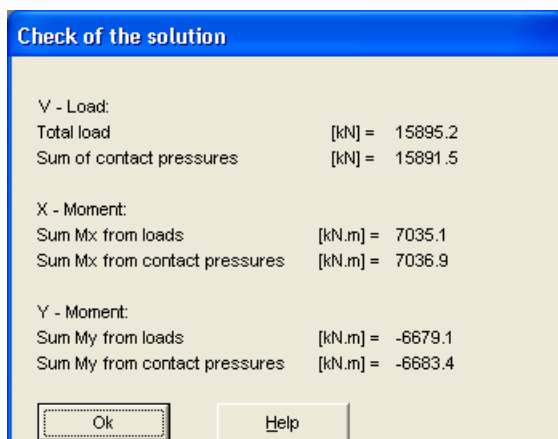 Check of the solution
V - Load:
Total load [kN] = 15895.2
Sum of contact pressures [kN] = 15891.5
X - Moment:
Sum Mx from loads [kN.m] = 7035.1
Sum Mx from contact pressures [kN.m] = 7036.9
Y - Moment:
Sum My from loads [kN.m] = -6679.1
Sum My from contact pressures [kN.m] = -6683.4
Ok Help